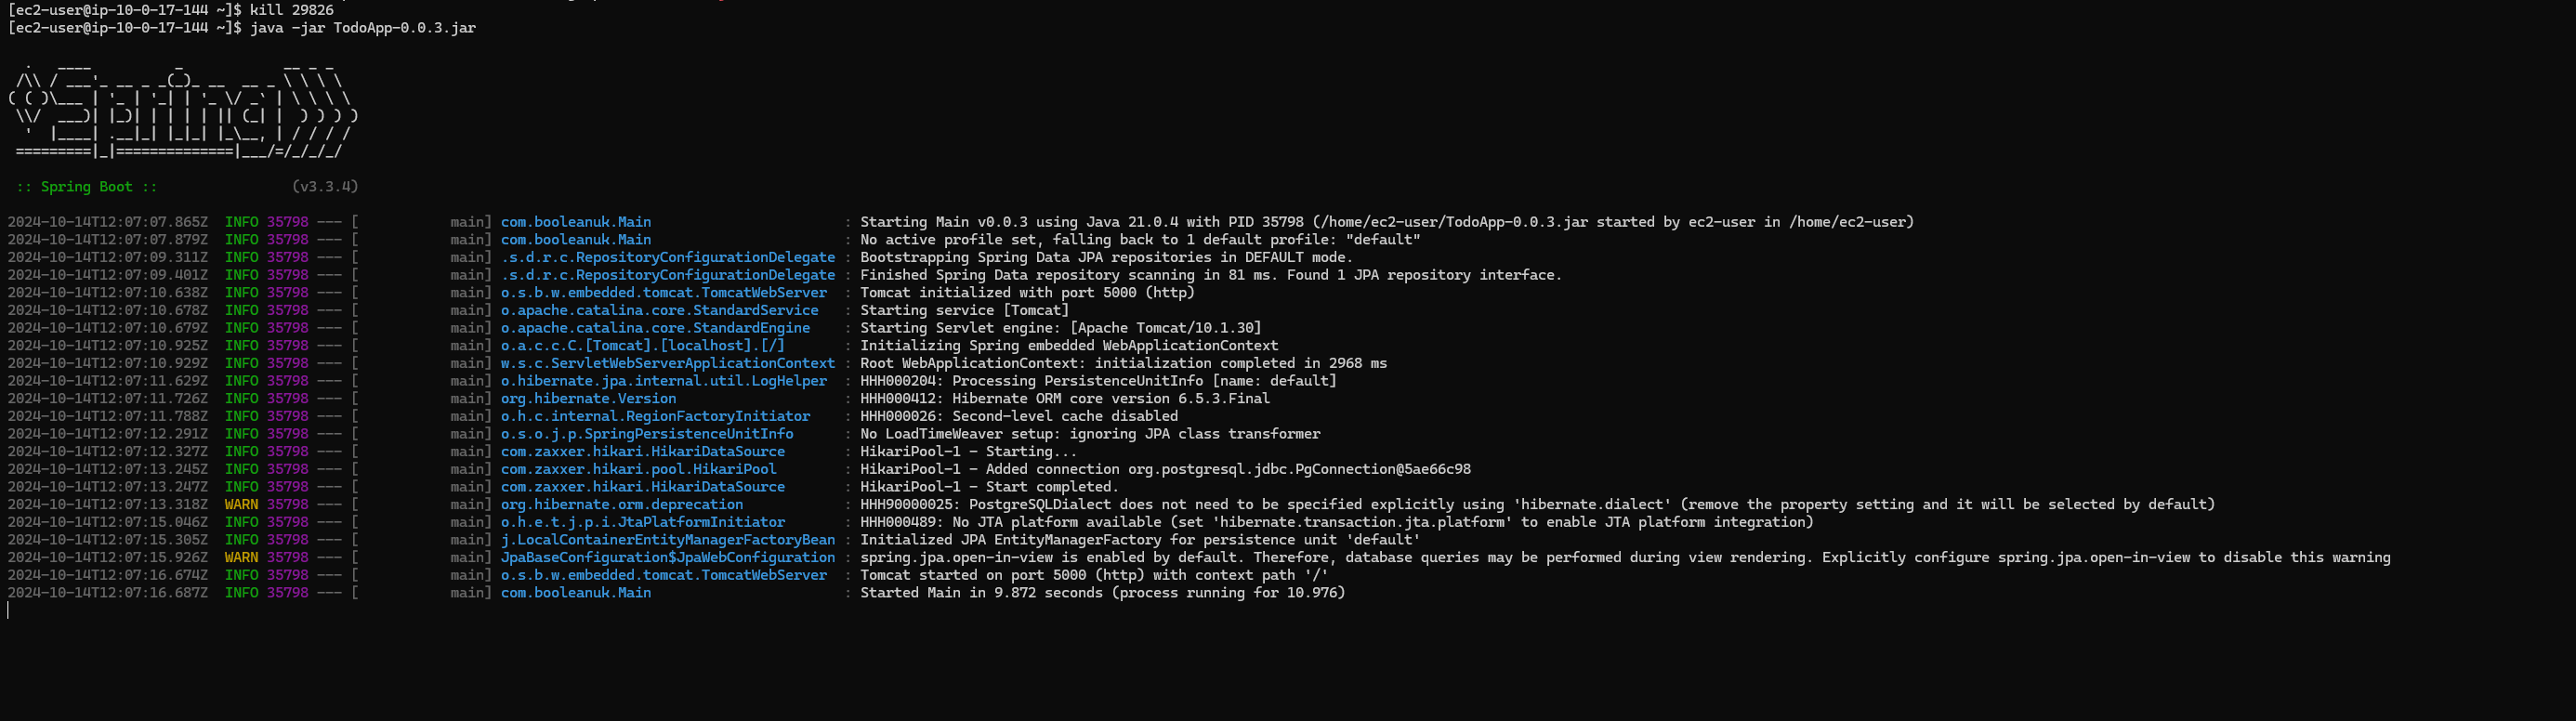 [ec2-user@ip-10-0-17-144 ~]$ kill 29826
[ec2-user@ip-10-0-17-144 ~]$ java -jar TodoApp-0.0.3.jar
  .   ____          _            __ _ _
 /\\ / ___'_ __ _ _(_)_ __  __ _ \ \ \ \
( ( )\___ | '_ | '_| | '_ \/ _` | \ \ \ \
 \\/  ___)| |_)| | | | | || (_| |  ) ) ) )
  '  |____| .__|_| |_|_| |_\__, | / / / /
 =========|_|==============|___/=/_/_/_/
 :: Spring Boot ::                (v3.3.4)
2024-10-14T12:07:07.865Z  INFO 35798 --- [           main] com.booleanuk.Main                       : Starting Main v0.0.3 using Java 21.0.4 with PID 35798 (/home/ec2-user/TodoApp-0.0.3.jar started by ec2-user in /home/ec2-user)
2024-10-14T12:07:07.879Z  INFO 35798 --- [           main] com.booleanuk.Main                       : No active profile set, falling back to 1 default profile: "default"
2024-10-14T12:07:09.311Z  INFO 35798 --- [           main] .s.d.r.c.RepositoryConfigurationDelegate : Bootstrapping Spring Data JPA repositories in DEFAULT mode.
2024-10-14T12:07:09.401Z  INFO 35798 --- [           main] .s.d.r.c.RepositoryConfigurationDelegate : Finished Spring Data repository scanning in 81 ms. Found 1 JPA repository interface.
2024-10-14T12:07:10.638Z  INFO 35798 --- [           main] o.s.b.w.embedded.tomcat.TomcatWebServer  : Tomcat initialized with port 5000 (http)
2024-10-14T12:07:10.678Z  INFO 35798 --- [           main] o.apache.catalina.core.StandardService   : Starting service [Tomcat]
2024-10-14T12:07:10.679Z  INFO 35798 --- [           main] o.apache.catalina.core.StandardEngine    : Starting Servlet engine: [Apache Tomcat/10.1.30]
2024-10-14T12:07:10.925Z  INFO 35798 --- [           main] o.a.c.c.C.[Tomcat].[localhost].[/]       : Initializing Spring embedded WebApplicationContext
2024-10-14T12:07:10.929Z  INFO 35798 --- [           main] w.s.c.ServletWebServerApplicationContext : Root WebApplicationContext: initialization completed in 2968 ms
2024-10-14T12:07:11.629Z  INFO 35798 --- [           main] o.hibernate.jpa.internal.util.LogHelper  : HHH000204: Processing PersistenceUnitInfo [name: default]
2024-10-14T12:07:11.726Z  INFO 35798 --- [           main] org.hibernate.Version                    : HHH000412: Hibernate ORM core version 6.5.3.Final
2024-10-14T12:07:11.788Z  INFO 35798 --- [           main] o.h.c.internal.RegionFactoryInitiator    : HHH000026: Second-level cache disabled
2024-10-14T12:07:12.291Z  INFO 35798 --- [           main] o.s.o.j.p.SpringPersistenceUnitInfo      : No LoadTimeWeaver setup: ignoring JPA class transformer
2024-10-14T12:07:12.327Z  INFO 35798 --- [           main] com.zaxxer.hikari.HikariDataSource       : HikariPool-1 - Starting...
2024-10-14T12:07:13.245Z  INFO 35798 --- [           main] com.zaxxer.hikari.pool.HikariPool        : HikariPool-1 - Added connection org.postgresql.jdbc.PgConnection@5ae66c98
2024-10-14T12:07:13.247Z  INFO 35798 --- [           main] com.zaxxer.hikari.HikariDataSource       : HikariPool-1 - Start completed.
2024-10-14T12:07:13.318Z  WARN 35798 --- [           main] org.hibernate.orm.deprecation            : HHH90000025: PostgreSQLDialect does not need to be specified explicitly using 'hibernate.dialect' (remove the property setting and it will be selected by default)
2024-10-14T12:07:15.046Z  INFO 35798 --- [           main] o.h.e.t.j.p.i.JtaPlatformInitiator       : HHH000489: No JTA platform available (set 'hibernate.transaction.jta.platform' to enable JTA platform integration)
2024-10-14T12:07:15.305Z  INFO 35798 --- [           main] j.LocalContainerEntityManagerFactoryBean : Initialized JPA EntityManagerFactory for persistence unit 'default'
2024-10-14T12:07:15.926Z  WARN 35798 --- [           main] JpaBaseConfiguration$JpaWebConfiguration : spring.jpa.open-in-view is enabled by default. Therefore, database queries may be performed during view rendering. Explicitly configure spring.jpa.open-in-view to disable this warning
2024-10-14T12:07:16.674Z  INFO 35798 --- [           main] o.s.b.w.embedded.tomcat.TomcatWebServer  : Tomcat started on port 5000 (http) with context path '/'
2024-10-14T12:07:16.687Z  INFO 35798 --- [           main] com.booleanuk.Main                       : Started Main in 9.872 seconds (process running for 10.976)